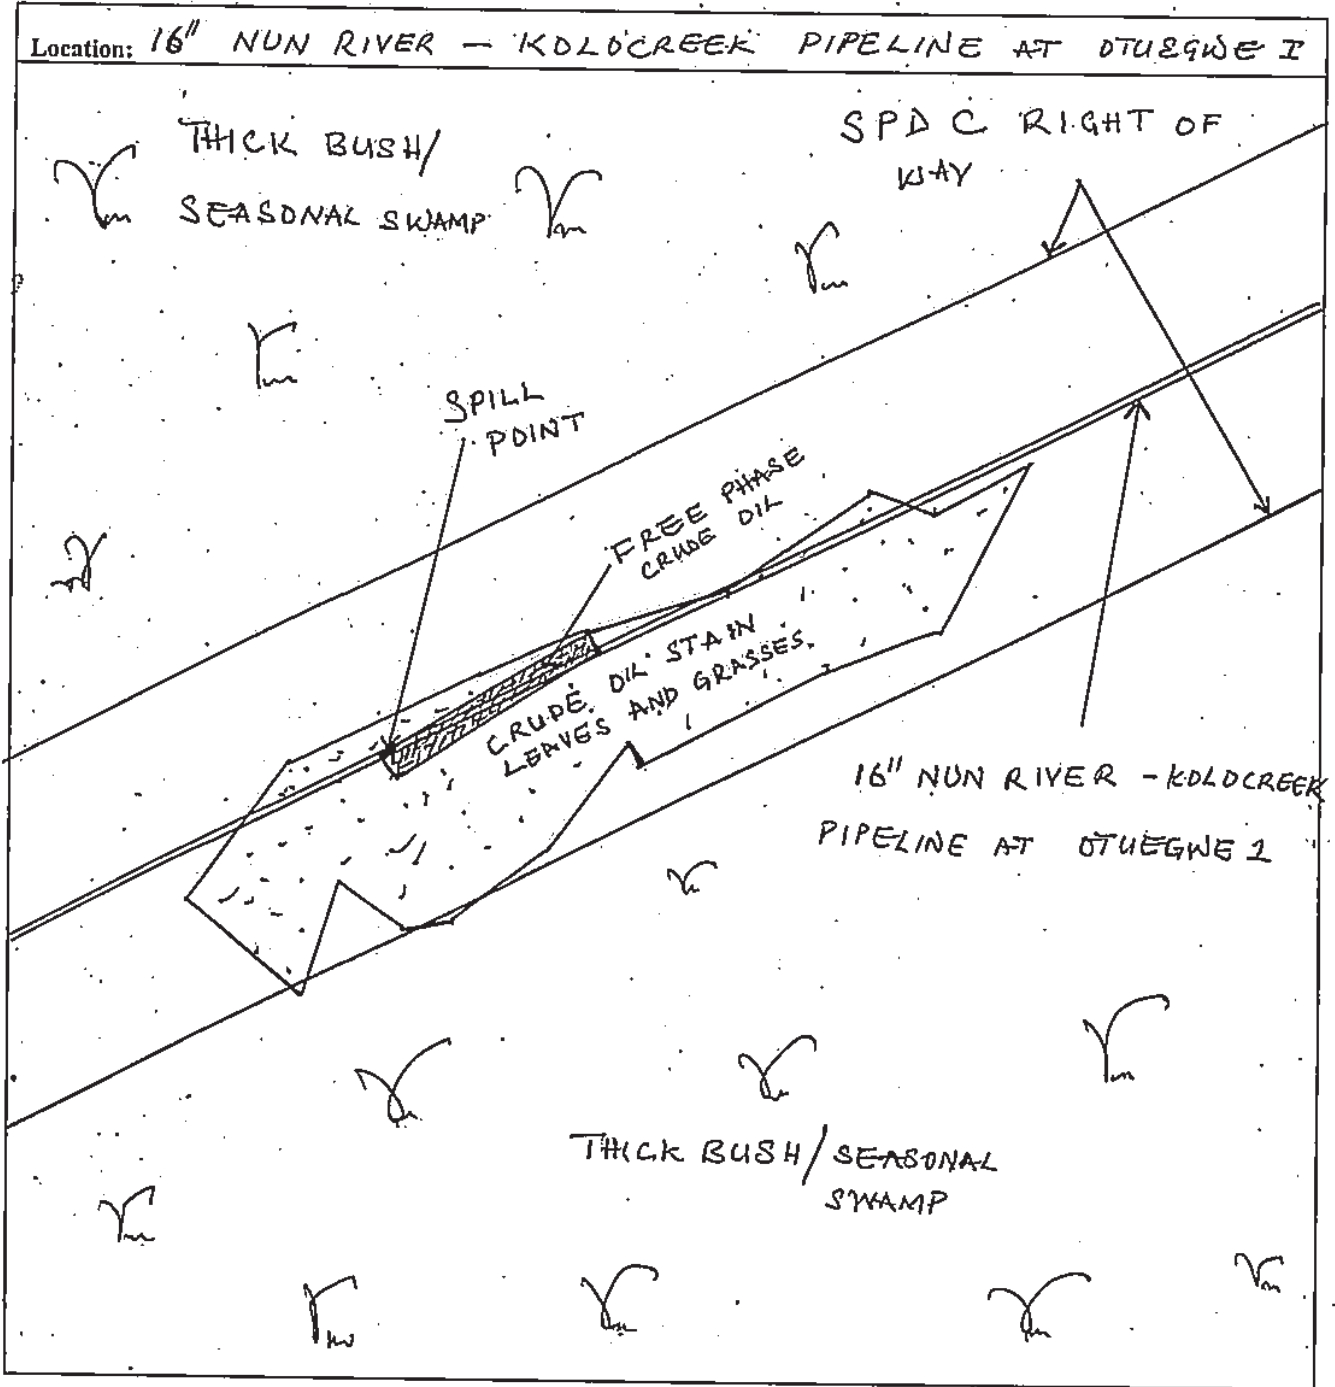 Location: 16" NUN RIVER - KOLOCREEK PIPELINE AT OTUEGWE I
THICK BUSH/
SEASONAL SWAMP
SPDC RIGHT OF
WAY
SPILL
POINT
FREE PHASE
CRUDE OIL
CRUDE OIL STAIN
LEAVES AND GRASSES.
16" NUN RIVER - KOLOCREEK
PIPELINE AT OTUEGWE 1
THICK BUSH/SEASONAL
SWAMP